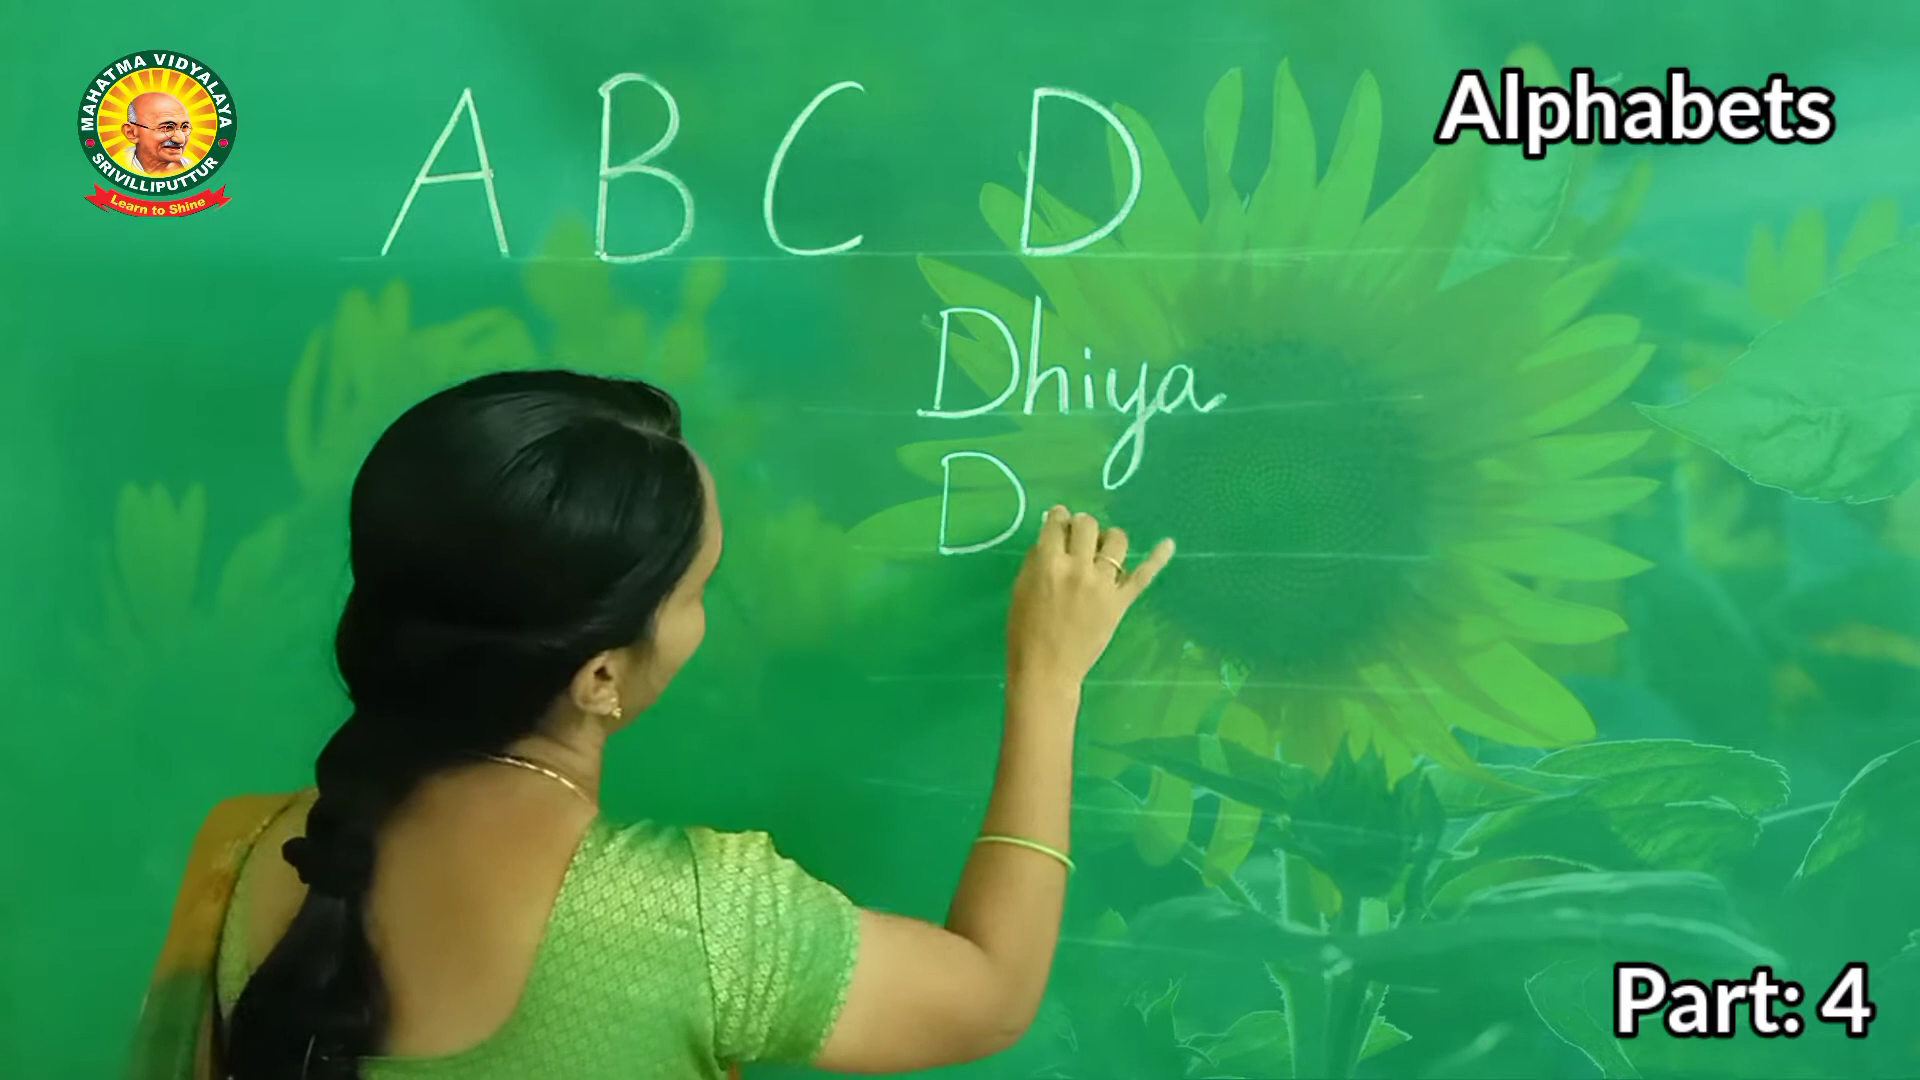 MAHATMA VIDYALAYA
SRIVILLIPUTTUR
Learn to Shine
Alphabets
A B C D
Dhiya
D
Part: 4